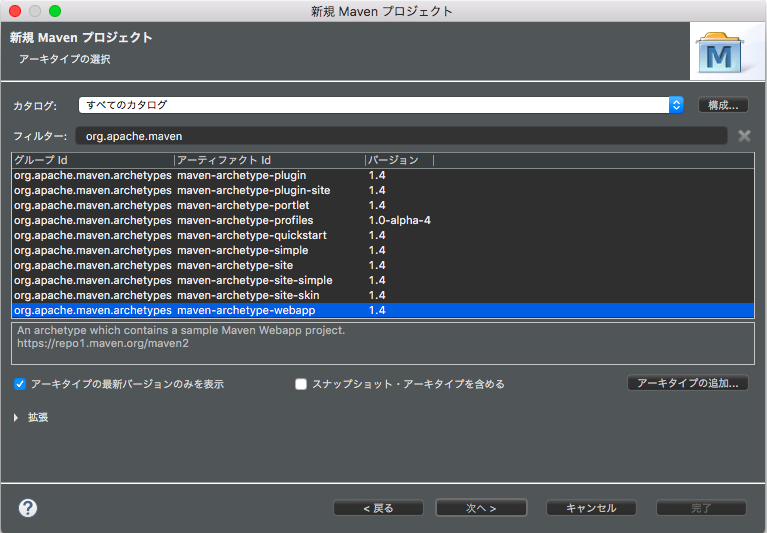 新規 Maven プロジェクト
新規 Maven プロジェクト
アーキタイプの選択
M
カタログ: すべてのカタログ 構成...
フィルター: org.apache.maven
グループ Id アーティファクト Id バージョン
org.apache.maven.archetypes maven-archetype-plugin 1.4
org.apache.maven.archetypes maven-archetype-plugin-site 1.4
org.apache.maven.archetypes maven-archetype-portlet 1.4
org.apache.maven.archetypes maven-archetype-profiles 1.0-alpha-4
org.apache.maven.archetypes maven-archetype-quickstart 1.4
org.apache.maven.archetypes maven-archetype-simple 1.4
org.apache.maven.archetypes maven-archetype-site 1.4
org.apache.maven.archetypes maven-archetype-site-simple 1.4
org.apache.maven.archetypes maven-archetype-site-skin 1.4
org.apache.maven.archetypes maven-archetype-webapp 1.4
An archetype which contains a sample Maven Webapp project.
https://repo1.maven.org/maven2
アーキタイプの最新バージョンのみを表示 スナップショット・アーキタイプを含める アーキタイプの追加...
拡張
? < 戻る 次へ > キャンセル 完了